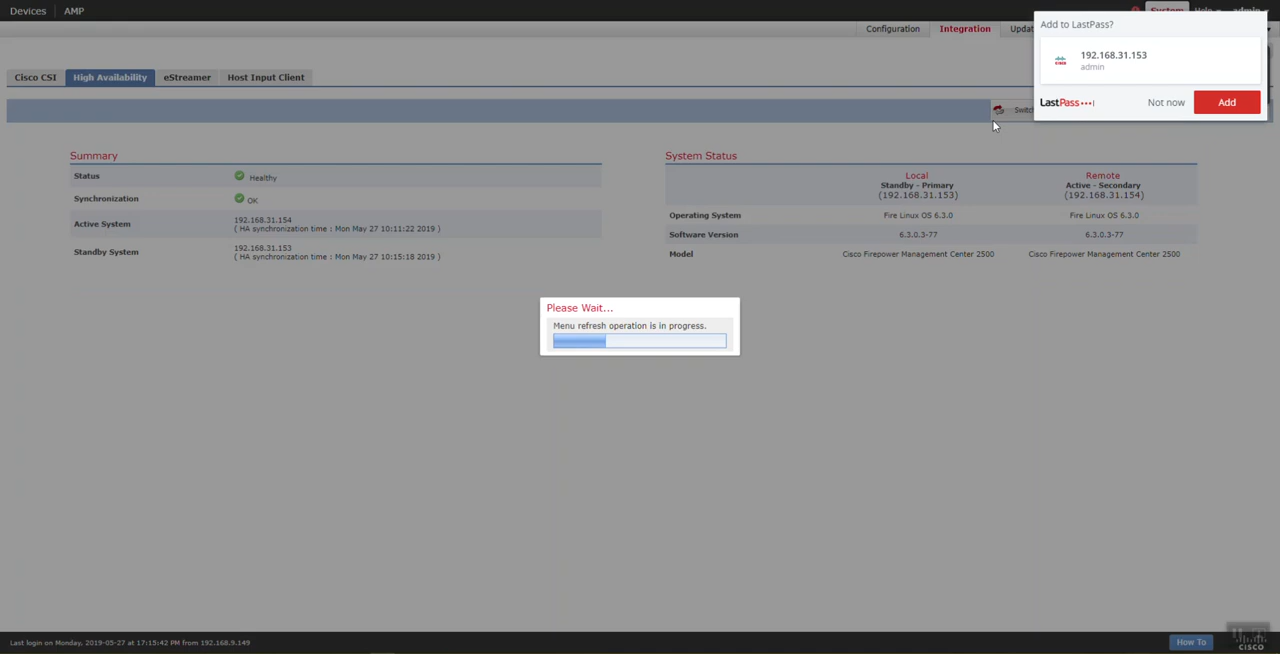 Devices AMP System Help admin
Configuration Integration
Add to LastPass?
192.168.31.153
admin
LastPass
Not now Add
Cisco CSI High Availability eStreamer Host Input Client
Summary
Status Healthy
Synchronization OK
Active System 192.168.31.154
( HA synchronization time : Mon May 27 10:11:22 2019 )
Standby System 192.168.31.153
( HA synchronization time : Mon May 27 10:15:18 2019 )
System Status
Local Remote
Standby - Primary Active - Secondary
(192.168.31.153) (192.168.31.154)
Operating System Fire Linux OS 6.3.0 Fire Linux OS 6.3.0
Software Version 6.3.0.3-77 6.3.0.3-77
Model Cisco Firepower Management Center 2500 Cisco Firepower Management Center 2500
Please Wait...
Menu refresh operation is in progress.
Last login on Monday, 2019-05-27 at 17:15:42 PM from 192.168.9.149
How To
CISCO